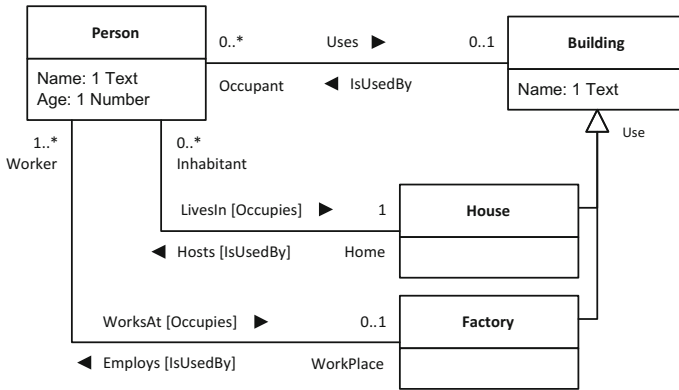 Person
Name: 1 Text
Age: 1 Number
0..*
Uses ►
0..1
Occupant
◄ IsUsedBy
Building
Name: 1 Text
Use
1..*
Worker
0..*
Inhabitant
LivesIn [Occupies] ►
1
◄ Hosts [IsUsedBy]
Home
House
WorksAt [Occupies] ►
0..1
◄ Employs [IsUsedBy]
WorkPlace
Factory